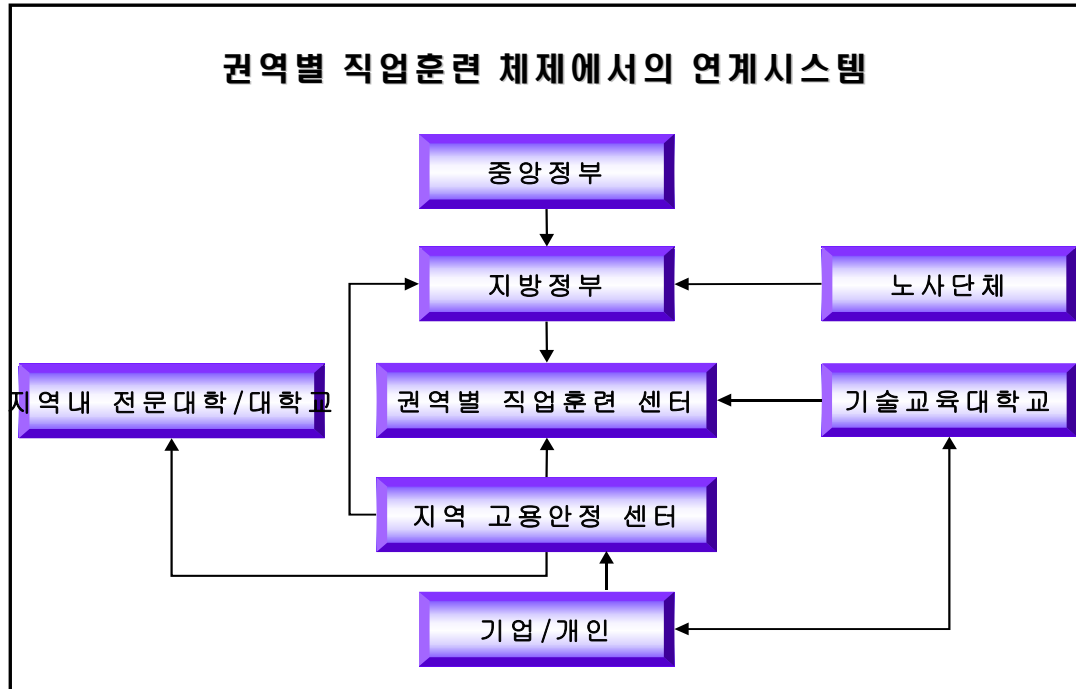 권역별 직업훈련 체제에서의 연계시스템
중앙정부
지방정부
노사단체
지역내 전문대학/대학교
권역별 직업훈련 센터
기술교육대학교
지역 고용안정 센터
기업/개인